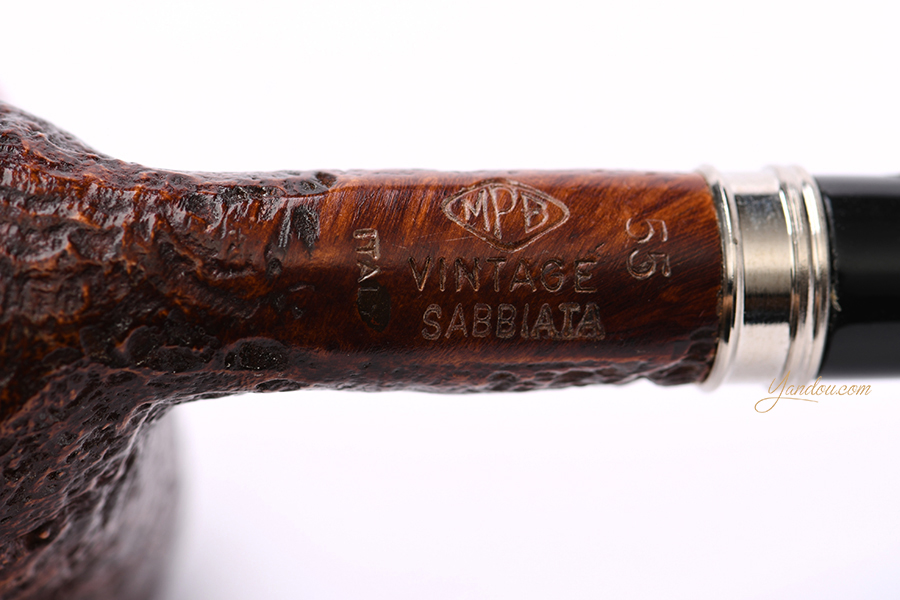 MPB
VINTAGE
SABBIATA
55
ITALY
Yandou.com